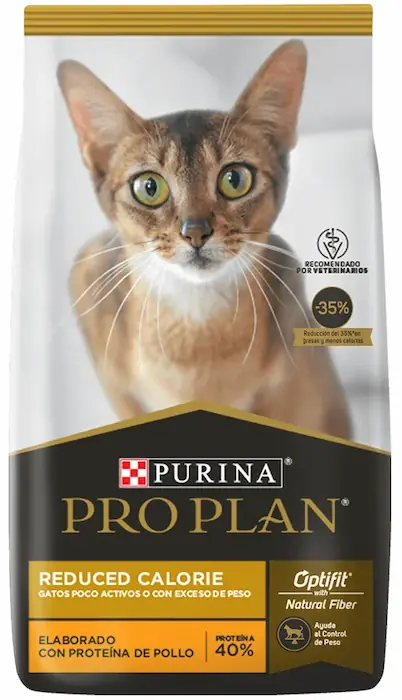 RECOMENDADO
POR VETERINARIOS
-35%
Reducción del 35%* en
grasas y menos calorías
PURINA®
PRO PLAN®
REDUCED CALORIE
GATOS POCO ACTIVOS O CON EXCESO DE PESO
ELABORADO
CON PROTEÍNA DE POLLO
PROTEÍNA
40%
Optifit®
with
Natural Fiber
Ayuda
al Control
de Peso